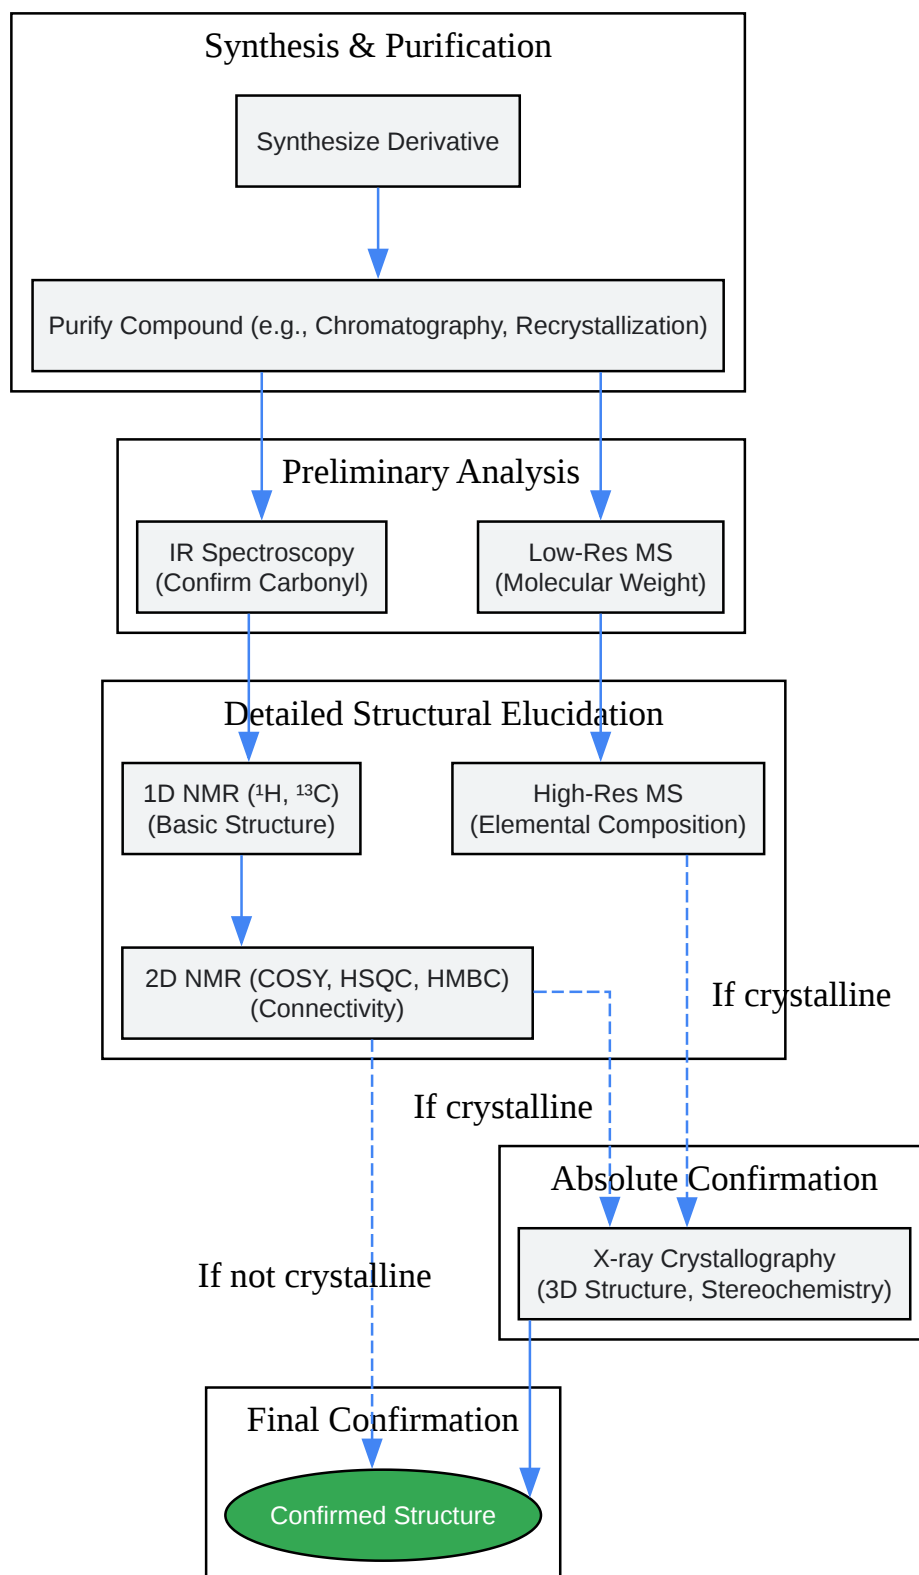 Synthesis & Purification
Synthesize Derivative
Purify Compound (e.g., Chromatography, Recrystallization)
Preliminary Analysis
IR Spectroscopy
(Confirm Carbonyl)
Low-Res MS
(Molecular Weight)
Detailed Structural Elucidation
1D NMR (¹H, ¹³C)
(Basic Structure)
High-Res MS
(Elemental Composition)
2D NMR (COSY, HSQC, HMBC)
(Connectivity)
If crystalline
If crystalline
Absolute Confirmation
X-ray Crystallography
(3D Structure, Stereochemistry)
If not crystalline
Final Confirmation
Confirmed Structure